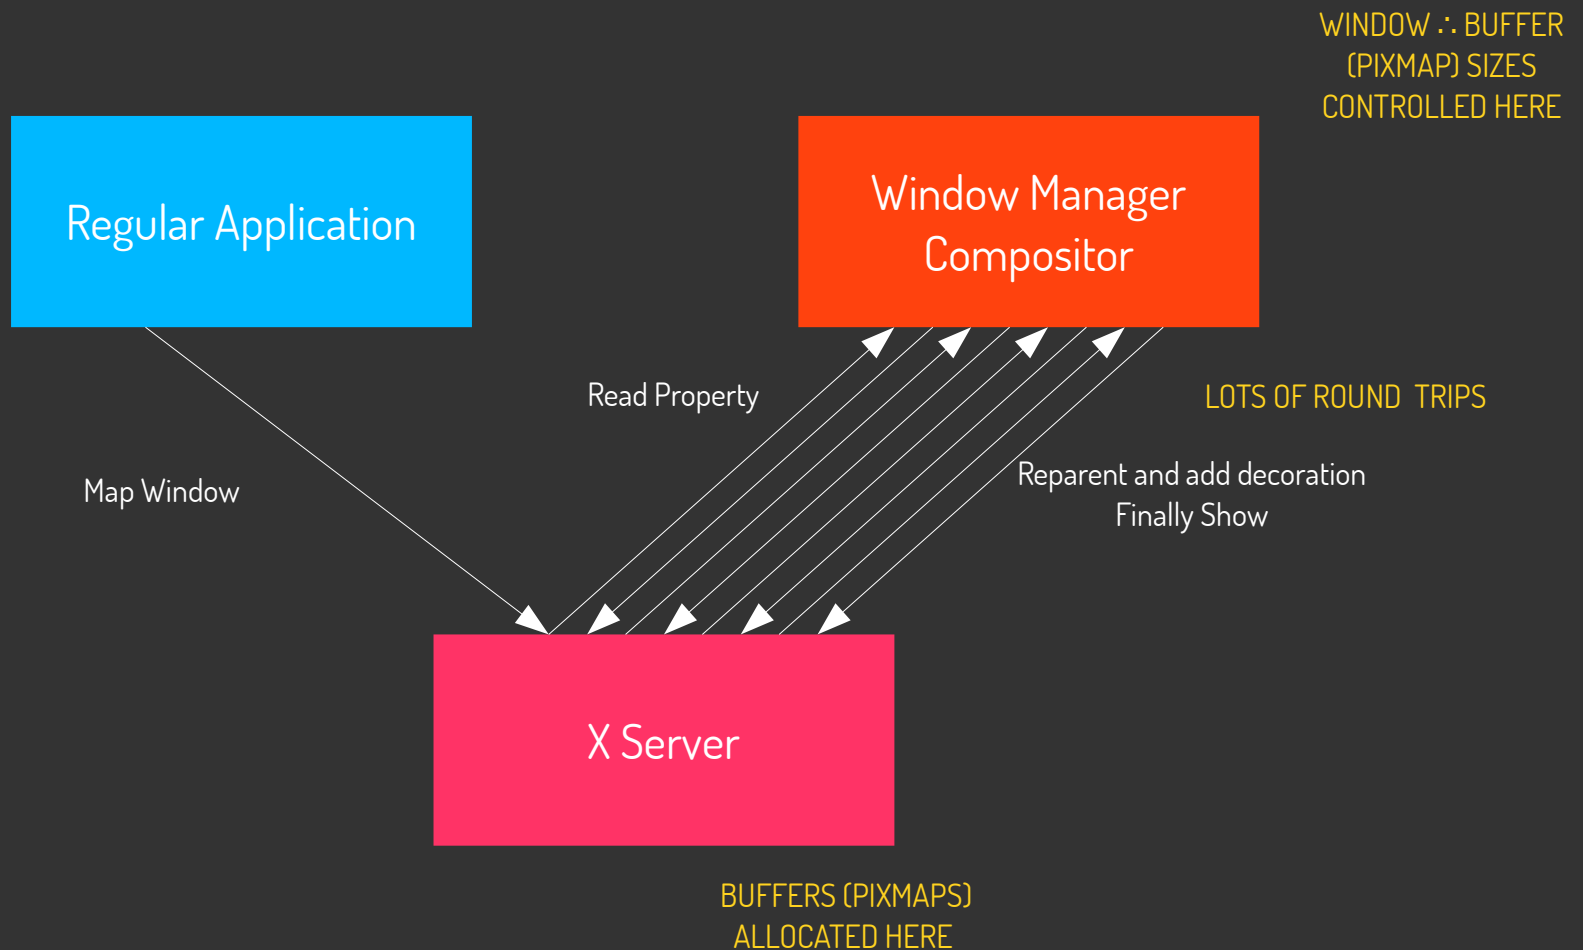 WINDOW ∴ BUFFER
(PIXMAP) SIZES
CONTROLLED HERE
Regular Application
Window Manager
Compositor
Read Property
LOTS OF ROUND  TRIPS
Map Window
Reparent and add decoration
Finally Show
X Server
BUFFERS (PIXMAPS)
ALLOCATED HERE